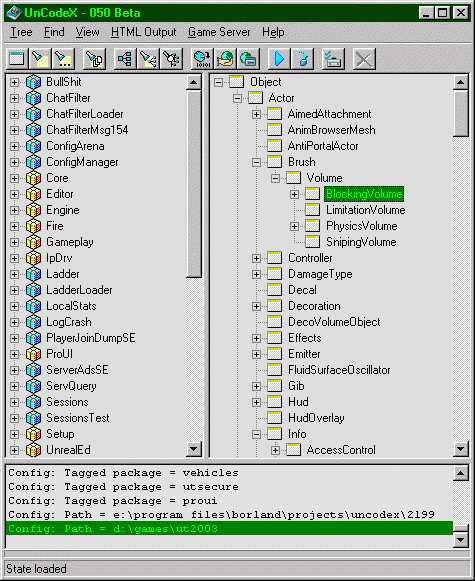 UnCodeX - 050 Beta
Tree Find View HTML Output Game Server Help
BullShit
ChatFilter
ChatFilterLoader
ChatFilterMsg154
ConfigArena
ConfigManager
Core
Editor
Engine
Fire
Gameplay
IpDrv
Ladder
LadderLoader
LocalStats
LogCrash
PlayerJoinDumpSE
ProUI
ServerAdsSE
ServQuery
Sessions
SessionsTest
Setup
UnrealEd
Object
Actor
AimedAttachment
AnimBrowserMesh
AntiPortalActor
Brush
Volume
BlockingVolume
LimitationVolume
PhysicsVolume
SnipingVolume
Controller
DamageType
Decal
Decoration
DecoVolumeObject
Effects
Emitter
FluidSurfaceOscillator
Gib
Hud
HudOverlay
Info
AccessControl
Config: Tagged package = vehicles
Config: Tagged package = utsecure
Config: Tagged package = proui
Config: Path = e:\program files\borland\projects\uncodex\2199
Config: Path = d:\games\ut2003
State loaded